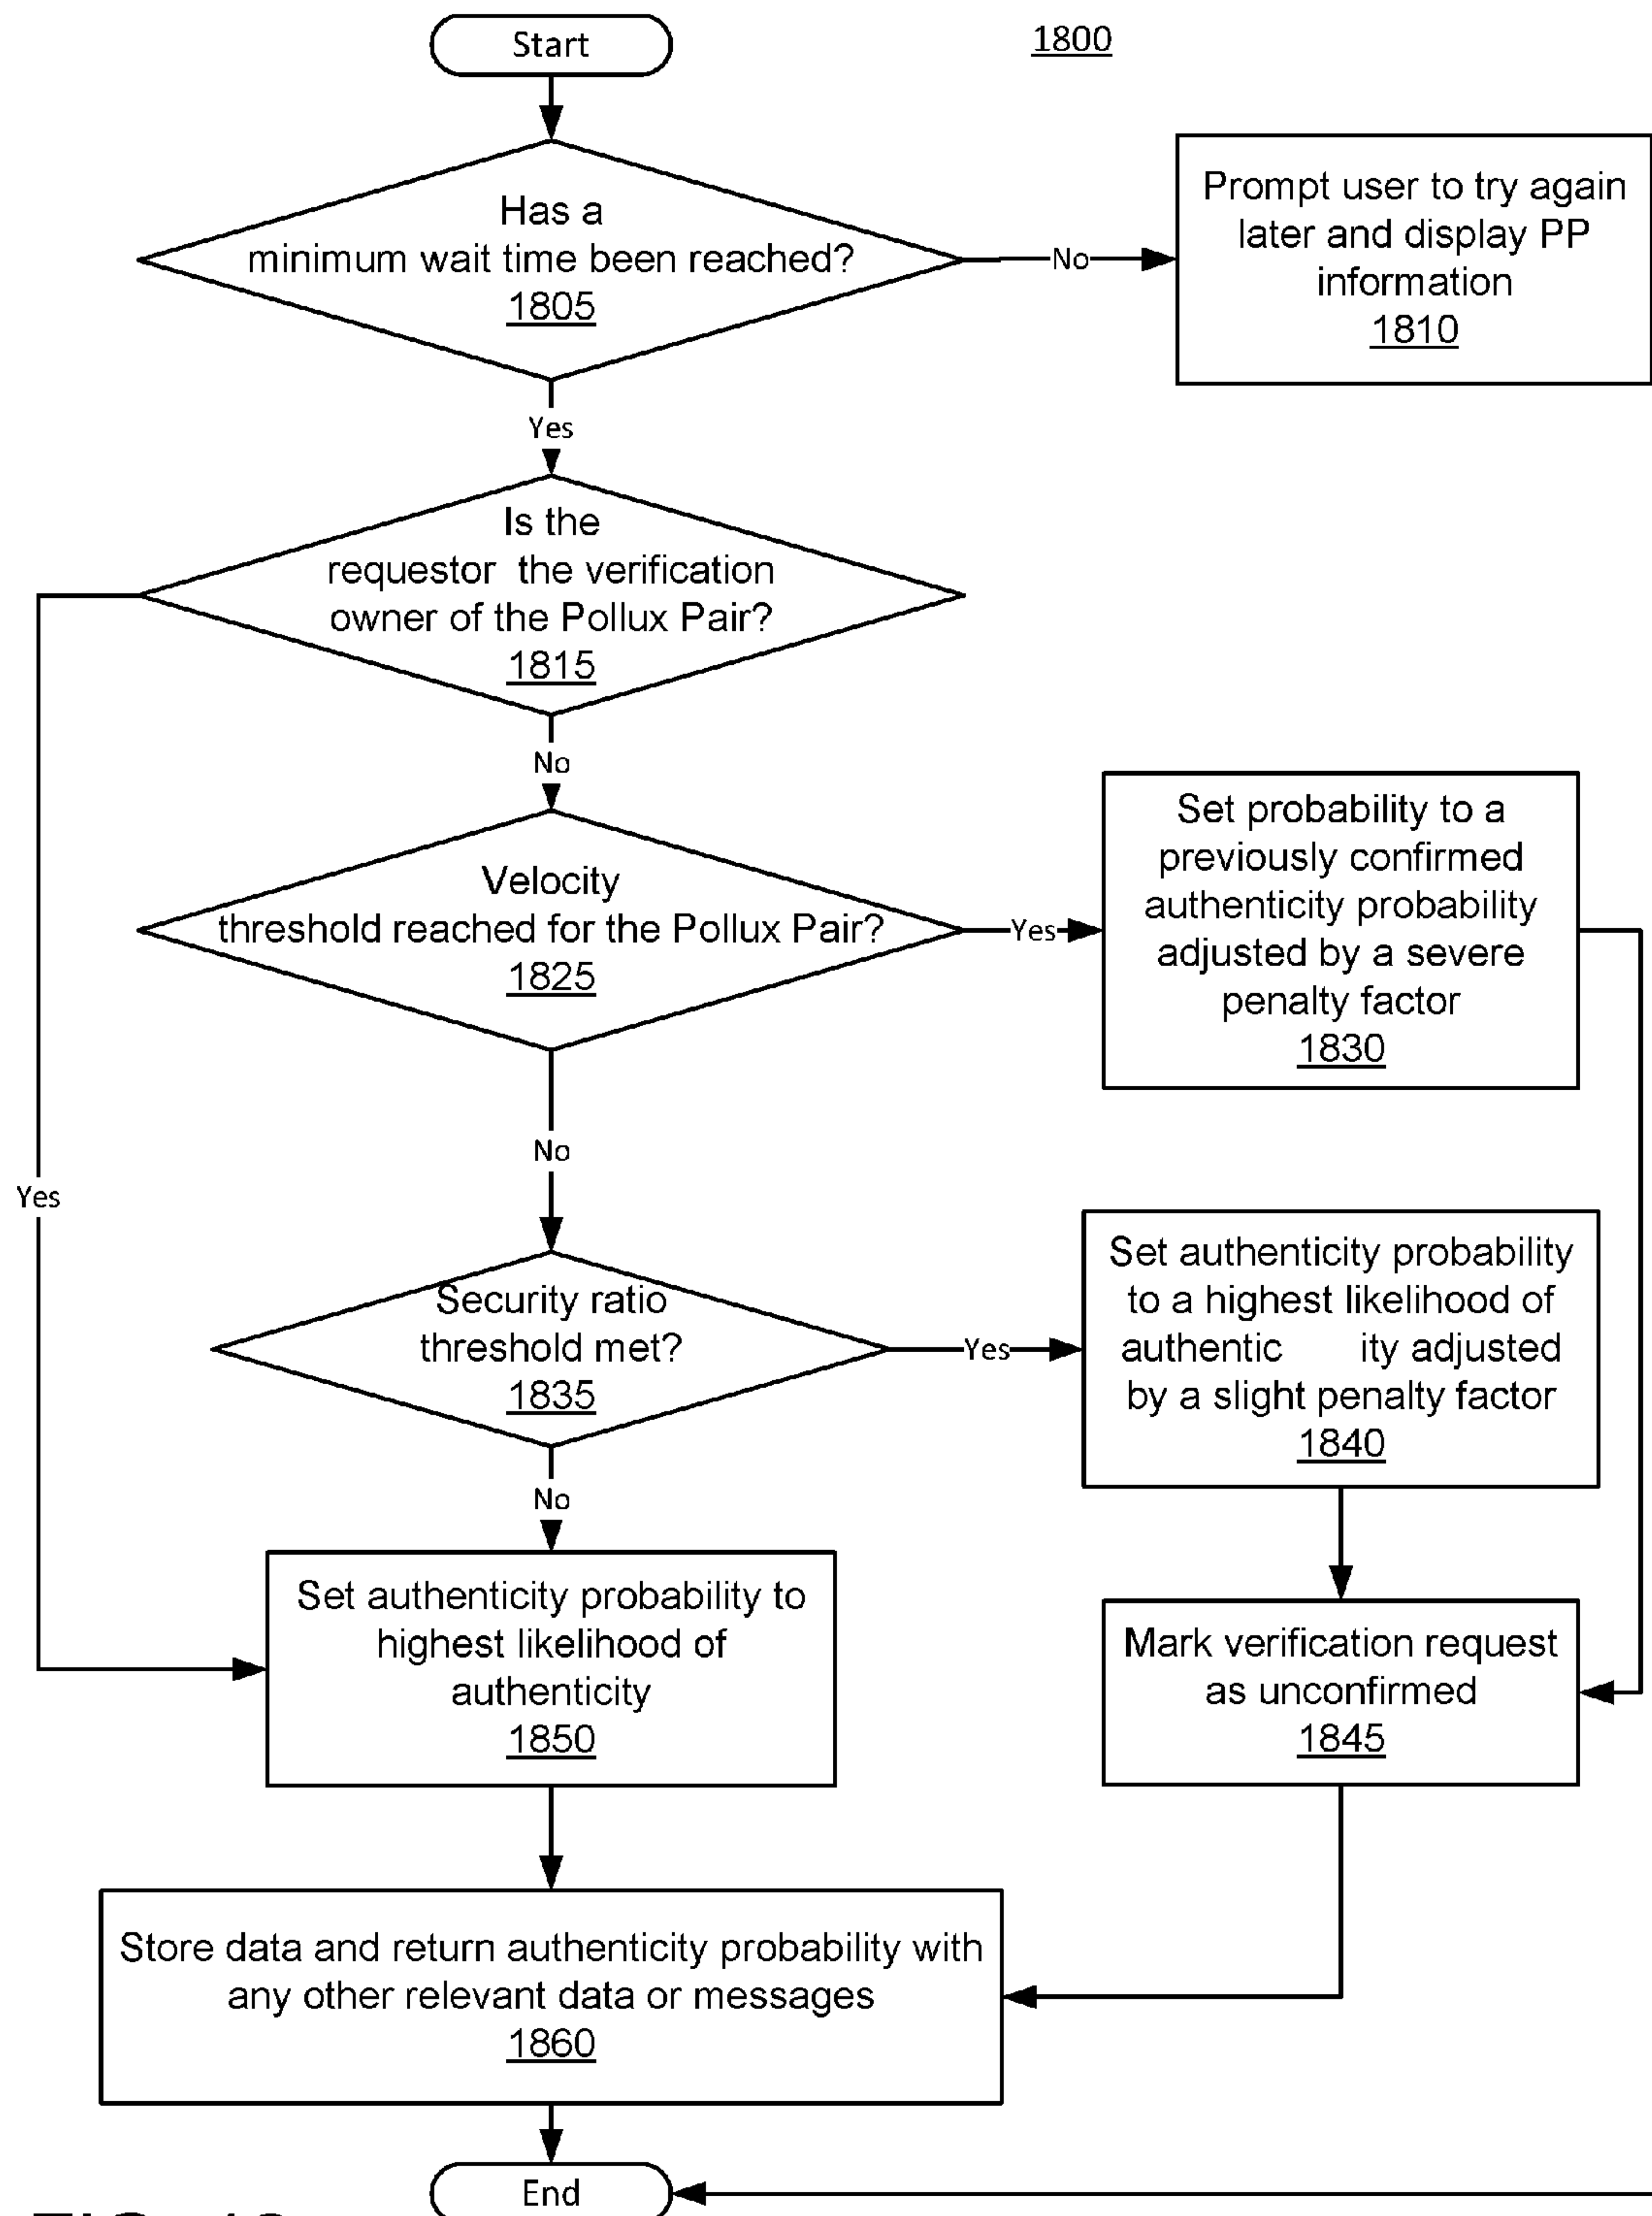 Start
1800
Has a
minimum wait time been reached?
1805
No
Prompt user to try again
later and display PP
information
1810
Yes
Is the
requestor the verification
owner of the Pollux Pair?
1815
No
Velocity
threshold reached for the Pollux Pair?
1825
Yes
Set probability to a
previously confirmed
authenticity probability
adjusted by a severe
penalty factor
1830
No
Yes
Security ratio
threshold met?
1835
Yes
Set authenticity probability
to a highest likelihood of
authentic ity adjusted
by a slight penalty factor
1840
No
Set authenticity probability to
highest likelihood of
authenticity
1850
Mark verification request
as unconfirmed
1845
Store data and return authenticity probability with
any other relevant data or messages
1860
End